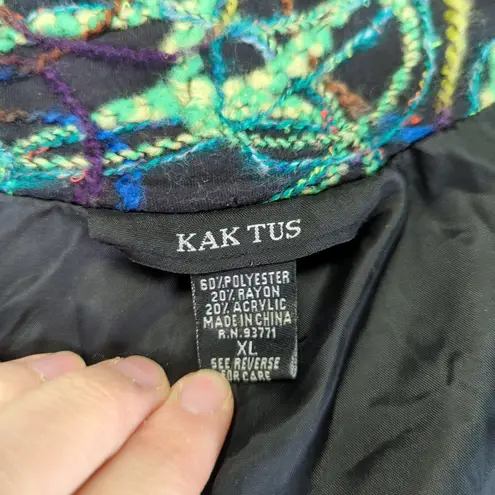 KAK TUS
60% POLYESTER
20% RAYON
20% ACRYLIC
MADE IN CHINA
R.N. 93771
XL
SEE REVERSE
FOR CARE